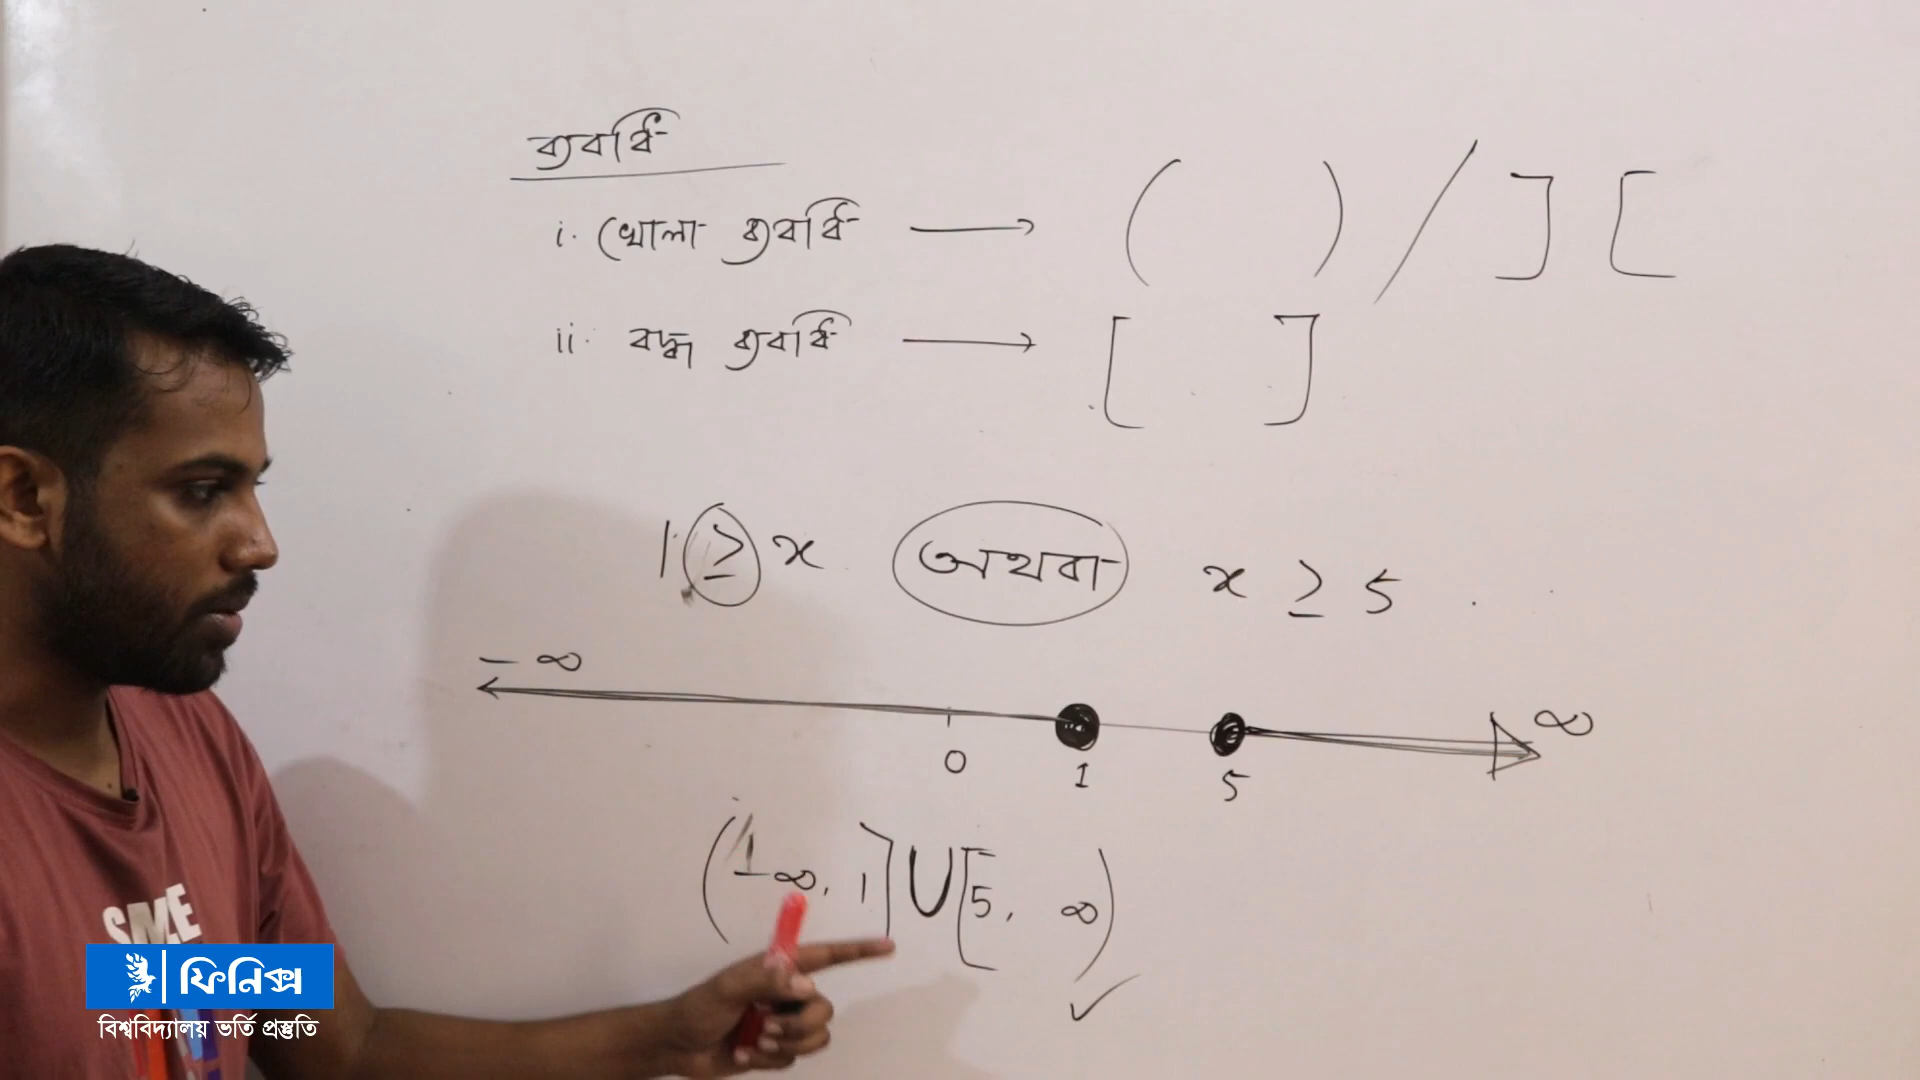 ব্যবধি
i. খোলা ব্যবধি → ( ) / ] [
ii. বদ্ধ ব্যবধি → [ ]
1 ≥ x অথবা x ≥ 5
- ∞ ∞
0 1 5
(-∞, 1] U [5, ∞)
ফিনিক্স
বিশ্ববিদ্যালয় ভর্তি প্রস্তুতি